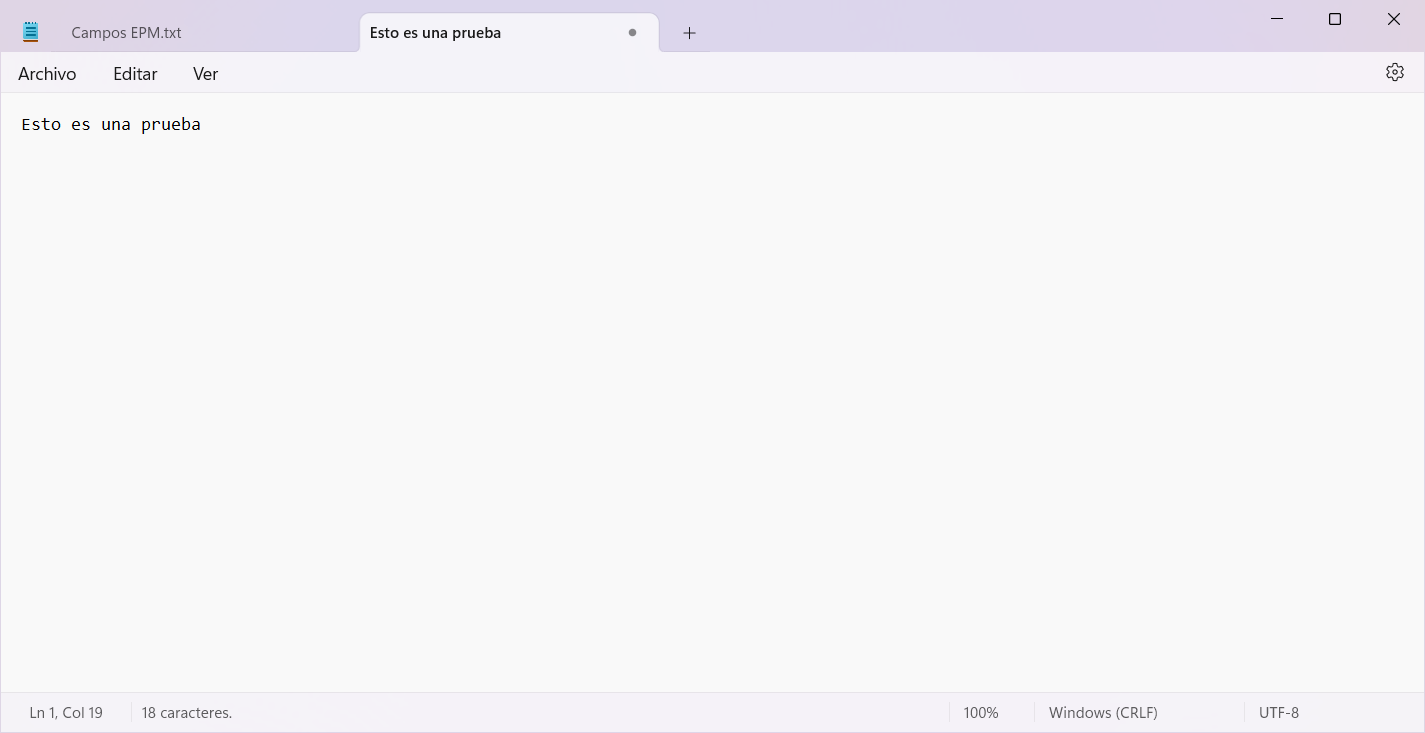 Campos EPM.txt
Esto es una prueba
Archivo Editar Ver
Esto es una prueba
Ln 1, Col 19 18 caracteres. 100% Windows (CRLF) UTF-8